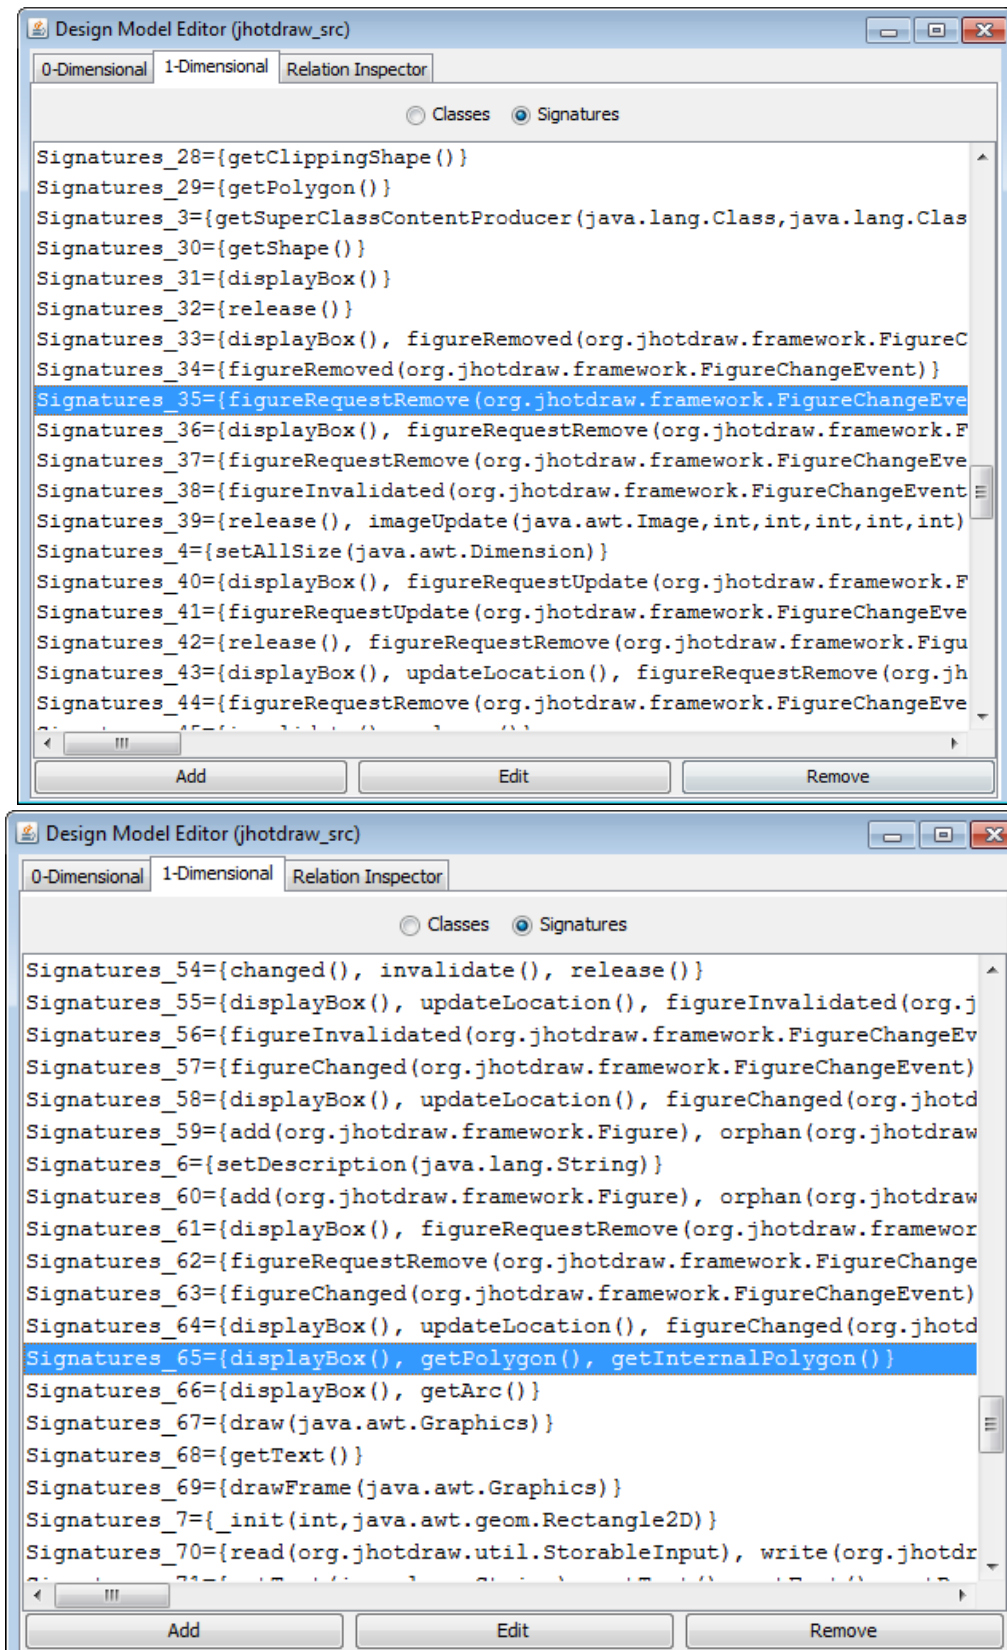 Design Model Editor (jhotdraw_src)
0-Dimensional 1-Dimensional Relation Inspector
Classes Signatures
Signatures_28={getClippingShape()}
Signatures_29={getPolygon()}
Signatures_3={getSuperClassContentProducer(java.lang.Class,java.lang.Clas
Signatures_30={getShape()}
Signatures_31={displayBox()}
Signatures_32={release()}
Signatures_33={displayBox(), figureRemoved(org.jhotdraw.framework.FigureC
Signatures_34={figureRemoved(org.jhotdraw.framework.FigureChangeEvent)}
Signatures_35={figureRequestRemove(org.jhotdraw.framework.FigureChangeEve
Signatures_36={displayBox(), figureRequestRemove(org.jhotdraw.framework.F
Signatures_37={figureRequestRemove(org.jhotdraw.framework.FigureChangeEve
Signatures_38={figureInvalidated(org.jhotdraw.framework.FigureChangeEvent
Signatures_39={release(), imageUpdate(java.awt.Image,int,int,int,int,int)
Signatures_4={setAllSize(java.awt.Dimension)}
Signatures_40={displayBox(), figureRequestUpdate(org.jhotdraw.framework.F
Signatures_41={figureRequestUpdate(org.jhotdraw.framework.FigureChangeEve
Signatures_42={release(), figureRequestRemove(org.jhotdraw.framework.Figu
Signatures_43={displayBox(), updateLocation(), figureRequestRemove(org.jh
Signatures_44={figureRequestRemove(org.jhotdraw.framework.FigureChangeEve
Add Edit Remove
Design Model Editor (jhotdraw_src)
0-Dimensional 1-Dimensional Relation Inspector
Classes Signatures
Signatures_54={changed(), invalidate(), release()}
Signatures_55={displayBox(), updateLocation(), figureInvalidated(org.j
Signatures_56={figureInvalidated(org.jhotdraw.framework.FigureChangeEv
Signatures_57={figureChanged(org.jhotdraw.framework.FigureChangeEvent)
Signatures_58={displayBox(), updateLocation(), figureChanged(org.jhotd
Signatures_59={add(org.jhotdraw.framework.Figure), orphan(org.jhotdraw
Signatures_6={setDescription(java.lang.String)}
Signatures_60={add(org.jhotdraw.framework.Figure), orphan(org.jhotdraw
Signatures_61={displayBox(), figureRequestRemove(org.jhotdraw.framewor
Signatures_62={figureRequestRemove(org.jhotdraw.framework.FigureChange
Signatures_63={figureChanged(org.jhotdraw.framework.FigureChangeEvent)
Signatures_64={displayBox(), updateLocation(), figureChanged(org.jhotd
Signatures_65={displayBox(), getPolygon(), getInternalPolygon()}
Signatures_66={displayBox(), getArc()}
Signatures_67={draw(java.awt.Graphics)}
Signatures_68={getText()}
Signatures_69={drawFrame(java.awt.Graphics)}
Signatures_7={_init(int,java.awt.geom.Rectangle2D)}
Signatures_70={read(org.jhotdraw.util.StorableInput), write(org.jhotdr
Add Edit Remove